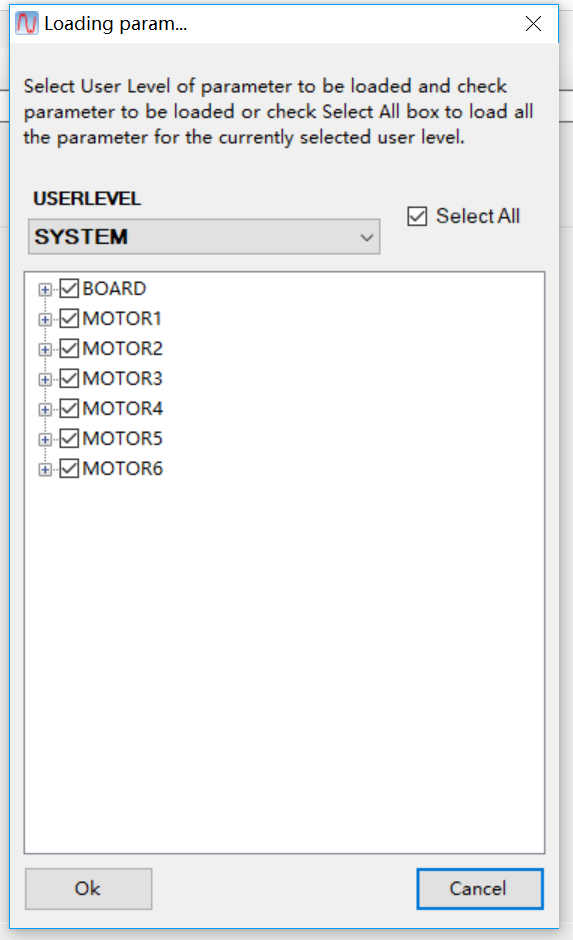 Loading param...
Select User Level of parameter to be loaded and check
parameter to be loaded or check Select All box to load all
the parameter for the currently selected user level.
USERLEVEL
Select All
SYSTEM
BOARD
MOTOR1
MOTOR2
MOTOR3
MOTOR4
MOTOR5
MOTOR6
Ok
Cancel